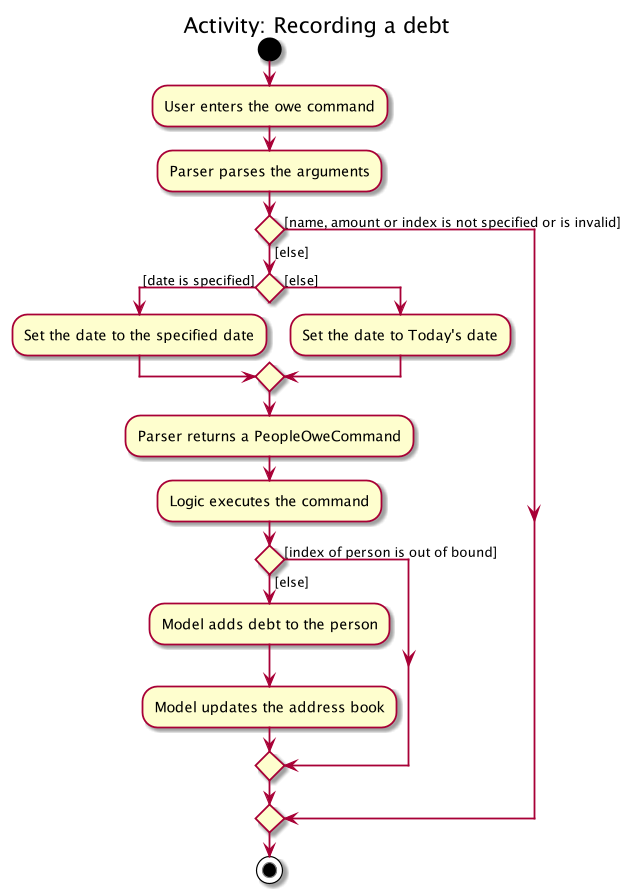 Activity: Recording a debt
User enters the owe command
Parser parses the arguments
[name, amount or index is not specified or is invalid]
[else]
[date is specified]
[else]
Set the date to the specified date
Set the date to Today's date
Parser returns a PeopleOweCommand
Logic executes the command
[index of person is out of bound]
[else]
Model adds debt to the person
Model updates the address book